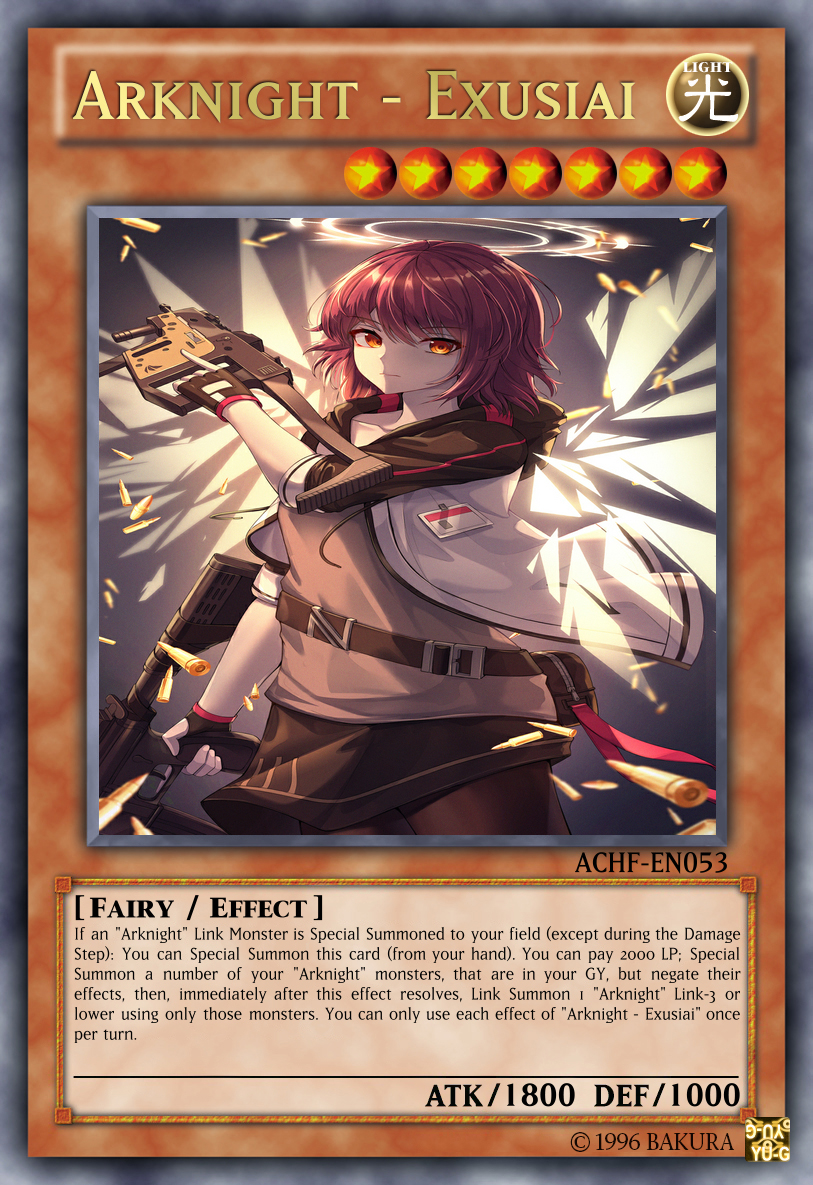 Arknight - Exusiai
LIGHT
光
ACHF-EN053
[ Fairy / Effect ]
If an "Arknight" Link Monster is Special Summoned to your field (except during the Damage
Step): You can Special Summon this card (from your hand). You can pay 2000 LP; Special
Summon a number of your "Arknight" monsters, that are in your GY, but negate their
effects, then, immediately after this effect resolves, Link Summon 1 "Arknight" Link-3 or
lower using only those monsters. You can only use each effect of "Arknight - Exusiai" once
per turn.
ATK/1800 DEF/1000
© 1996 BAKURA
YU-G